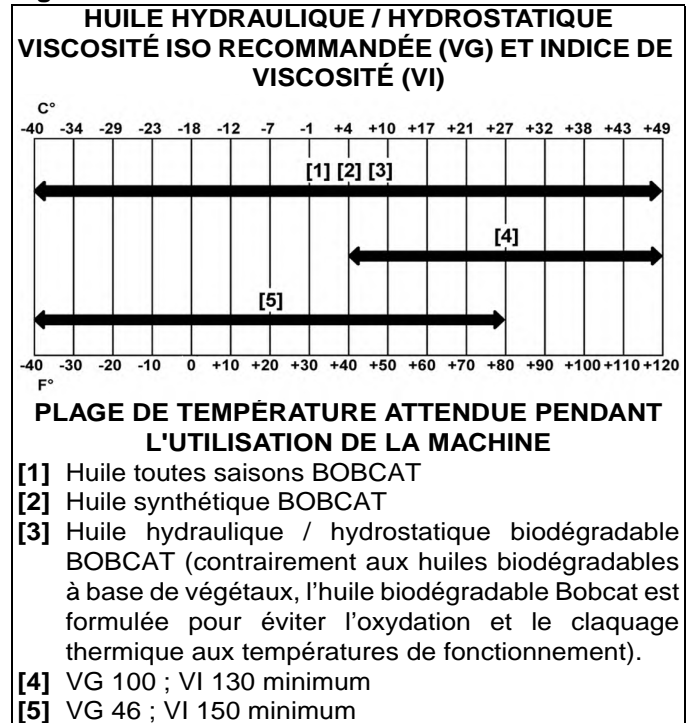 HUILE HYDRAULIQUE / HYDROSTATIQUE
VISCOSITÉ ISO RECOMMANDÉE (VG) ET INDICE DE
VISCOSITÉ (VI)
C°
-40 -34 -29 -23 -18 -12 -7 -1 +4 +10 +17 +21 +27 +32 +38 +43 +49
[1] [2] [3]
[4]
[5]
-40 -30 -20 -10 0 +10 +20 +30 +40 +50 +60 +70 +80 +90 +100 +110 +120
F°
PLAGE DE TEMPÉRATURE ATTENDUE PENDANT
L'UTILISATION DE LA MACHINE
[1] Huile toutes saisons BOBCAT
[2] Huile synthétique BOBCAT
[3] Huile hydraulique / hydrostatique biodégradable
BOBCAT (contrairement aux huiles biodégradables
à base de végétaux, l’huile biodégradable Bobcat est
formulée pour éviter l’oxydation et le claquage
thermique aux températures de fonctionnement).
[4] VG 100 ; VI 130 minimum
[5] VG 46 ; VI 150 minimum